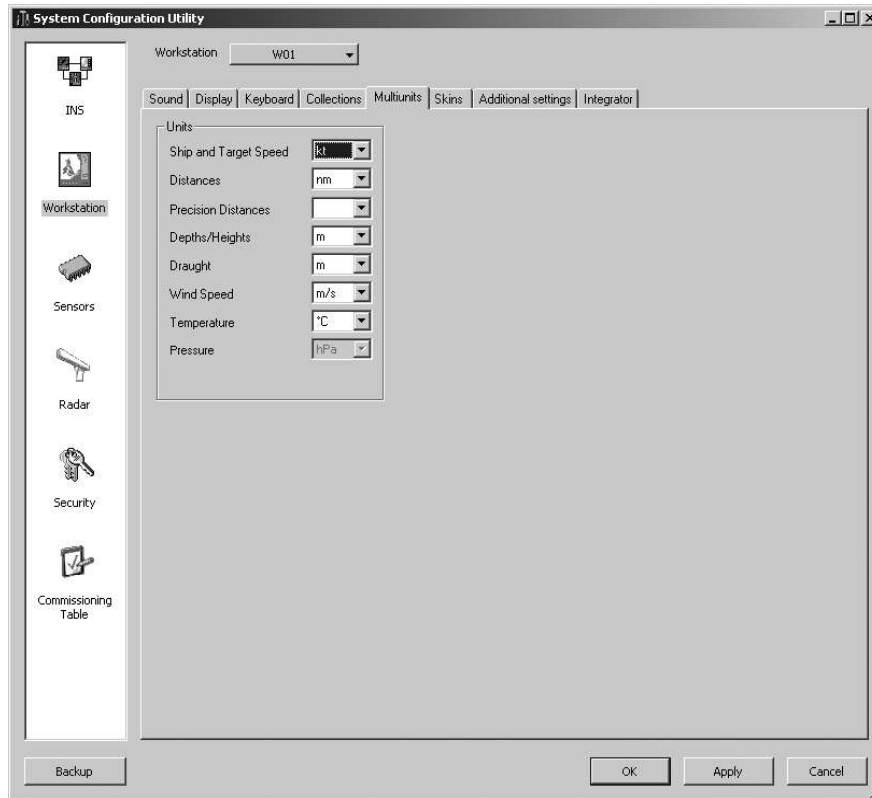 System Configuration Utility
INS
Workstation
Sensors
Radar
Security
Commissioning
Table
Workstation W01
Sound Display Keyboard Collections Multiunits Skins Additional settings Integrator
Units
Ship and Target Speed kt
Distances nm
Precision Distances
Depths/Heights m
Draught m
Wind Speed m/s
Temperature °C
Pressure hPa
Backup OK Apply Cancel